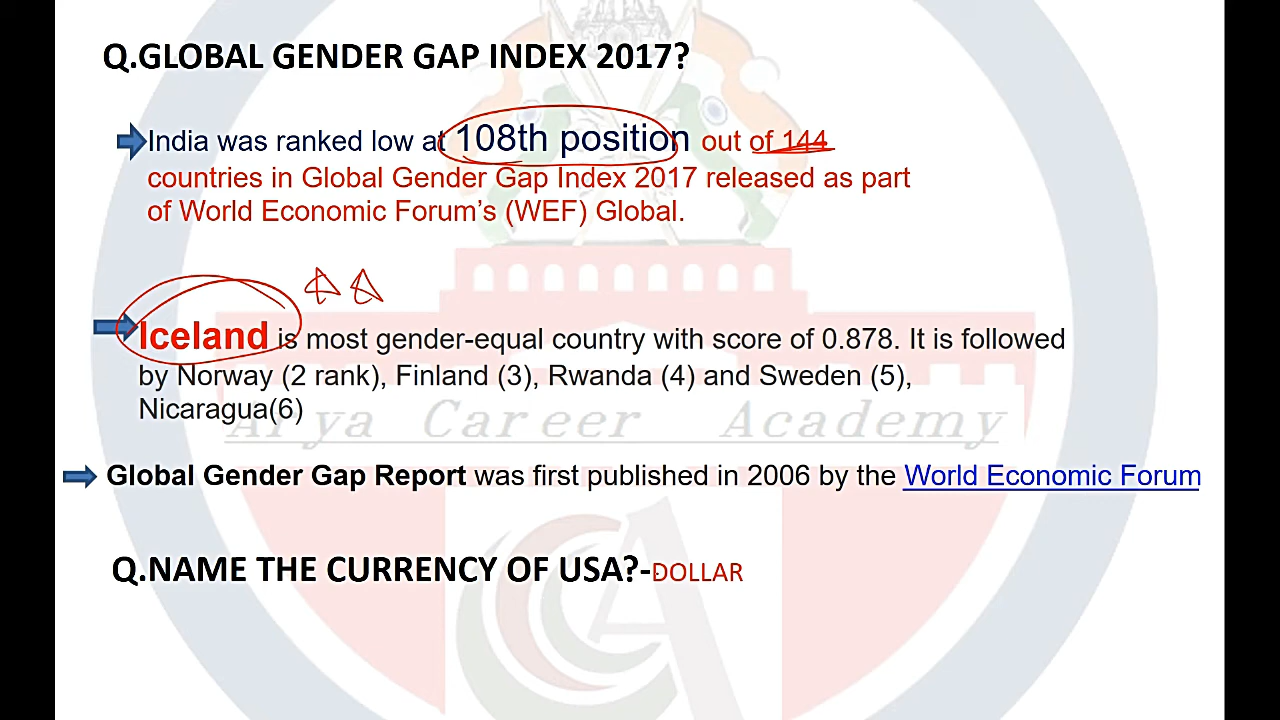 Q.GLOBAL GENDER GAP INDEX 2017?
India was ranked low at 108th position out of 144
countries in Global Gender Gap Index 2017 released as part
of World Economic Forum’s (WEF) Global.
Iceland is most gender-equal country with score of 0.878. It is followed
by Norway (2 rank), Finland (3), Rwanda (4) and Sweden (5),
Nicaragua(6)
Arya Career Academy
Global Gender Gap Report was first published in 2006 by the World Economic Forum
Q.NAME THE CURRENCY OF USA?-DOLLAR